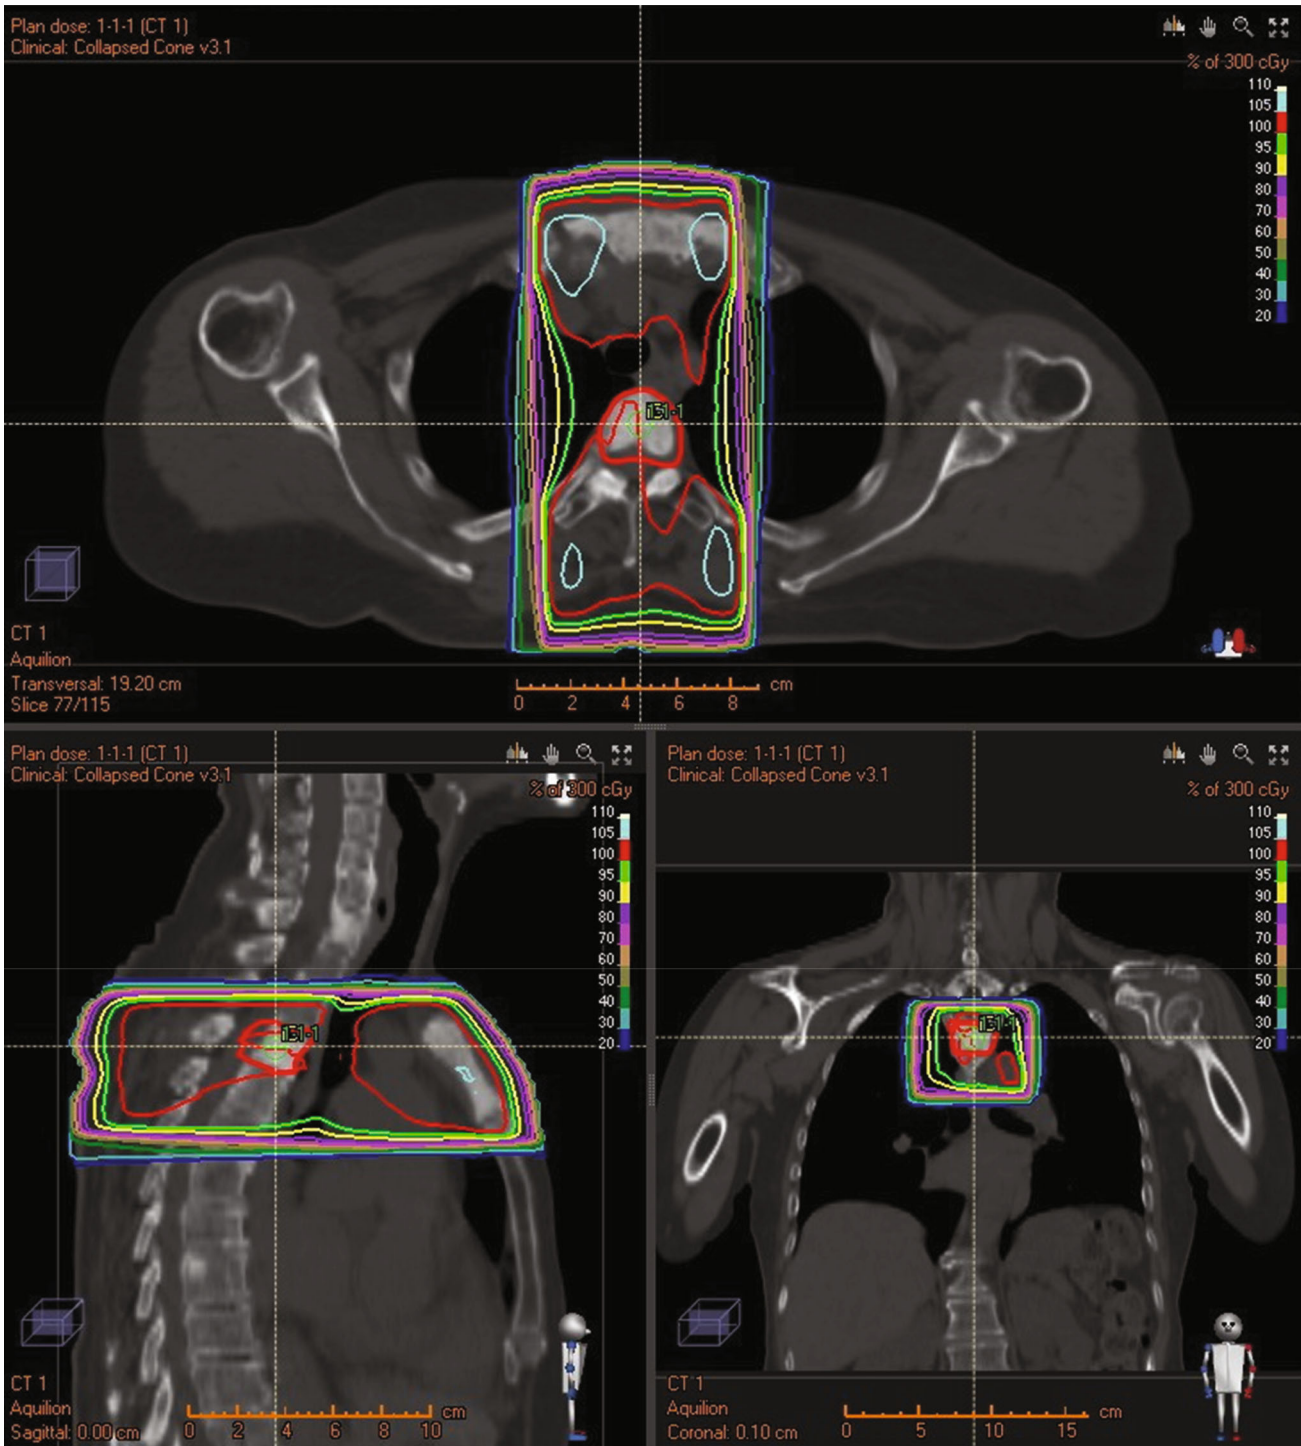 Plan dose: 1-1-1 (CT 1)
Clinical: Collapsed Cone v3.1
% of 300 cGy
110
105
100
95
90
80
70
60
50
40
30
20
CT 1
Aquilion
Transversal: 19.20 cm
Slice 77/115
0 2 4 6 8 cm
Plan dose: 1-1-1 (CT 1)
Clinical: Collapsed Cone v3.1
% of 300 cGy
110
105
100
95
90
80
70
60
50
40
30
20
CT 1
Aquilion
Sagittal: 0.00 cm
0 2 4 6 8 10 cm
Plan dose: 1-1-1 (CT 1)
Clinical: Collapsed Cone v3.1
% of 300 cGy
110
105
100
95
90
80
70
60
50
40
30
20
CT 1
Aquilion
Coronal: 0.10 cm
0 5 10 15 cm